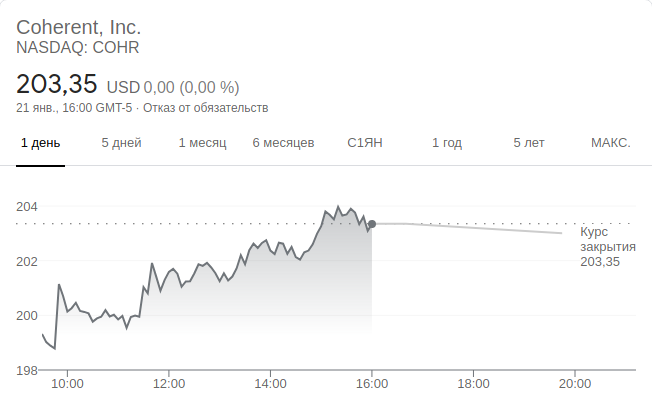 Coherent, Inc.
NASDAQ: COHR
203,35 USD 0,00 (0,00 %)
21 янв., 16:00 GMT-5 · Отказ от обязательств
1 день 5 дней 1 месяц 6 месяцев С1ЯН 1 год 5 лет МАКС.
204
Курс
закрытия
203,35
202
200
198
10:00 12:00 14:00 16:00 18:00 20:00